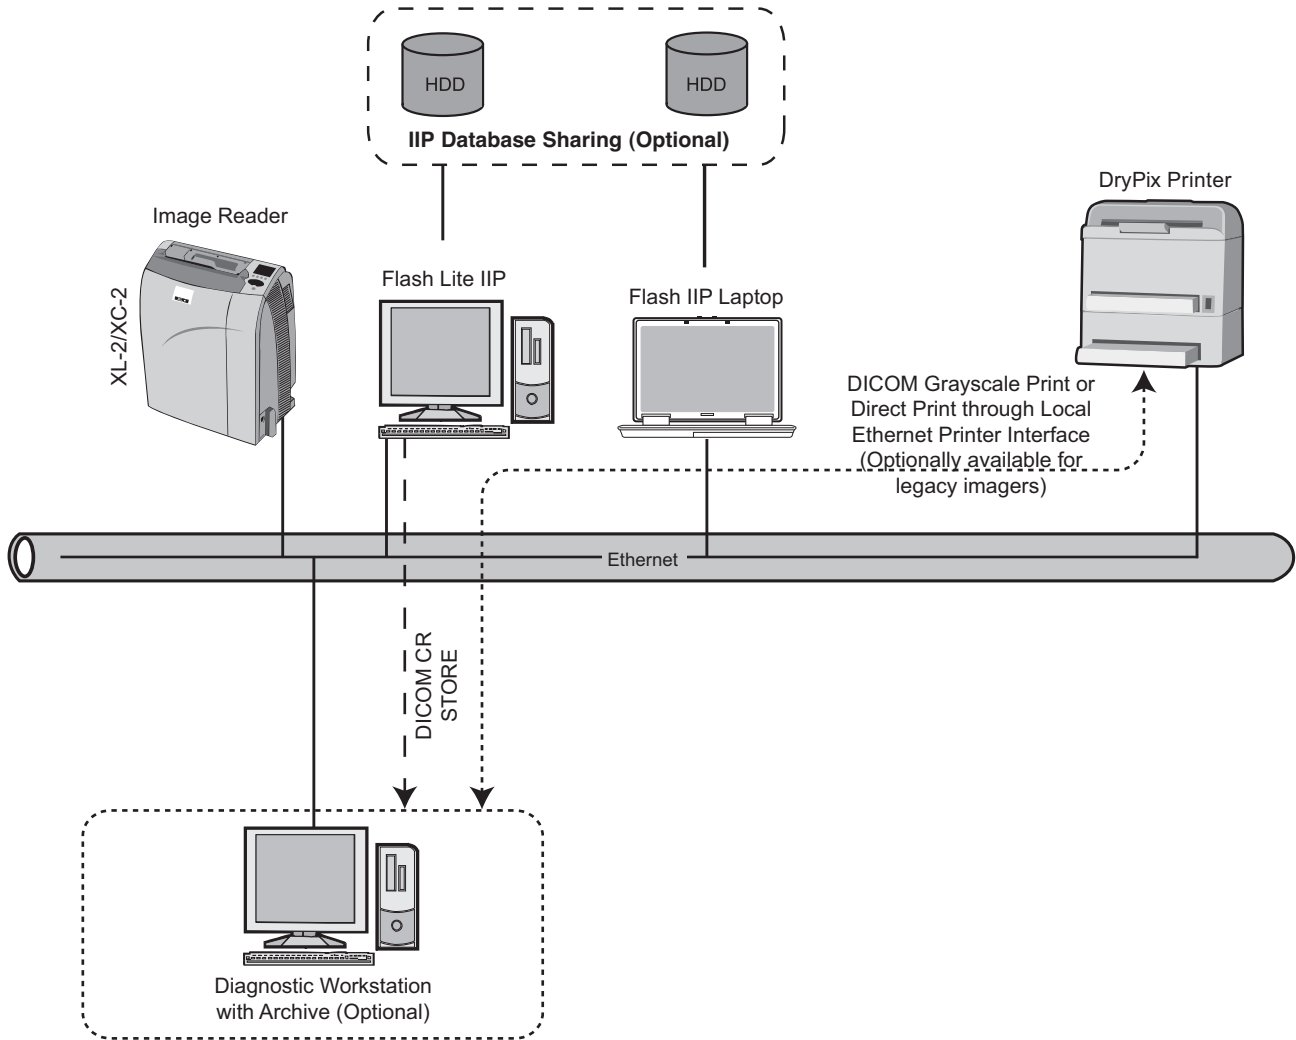 HDD
HDD
IIP Database Sharing (Optional)
DryPix Printer
Image Reader
XL-2/XC-2
Flash Lite IIP
Flash IIP Laptop
DICOM Grayscale Print or
Direct Print through Local
Ethernet Printer Interface
(Optionally available for
legacy imagers)
Ethernet
DICOM CR
STORE
Diagnostic Workstation
with Archive (Optional)